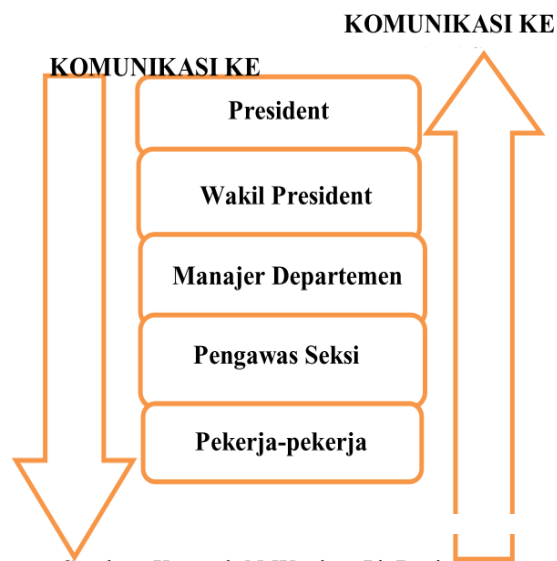 KOMUNIKASI KE
KOMUNIKASI KE
President
Wakil President
Manajer Departemen
Pengawas Seksi
Pekerja-pekerja